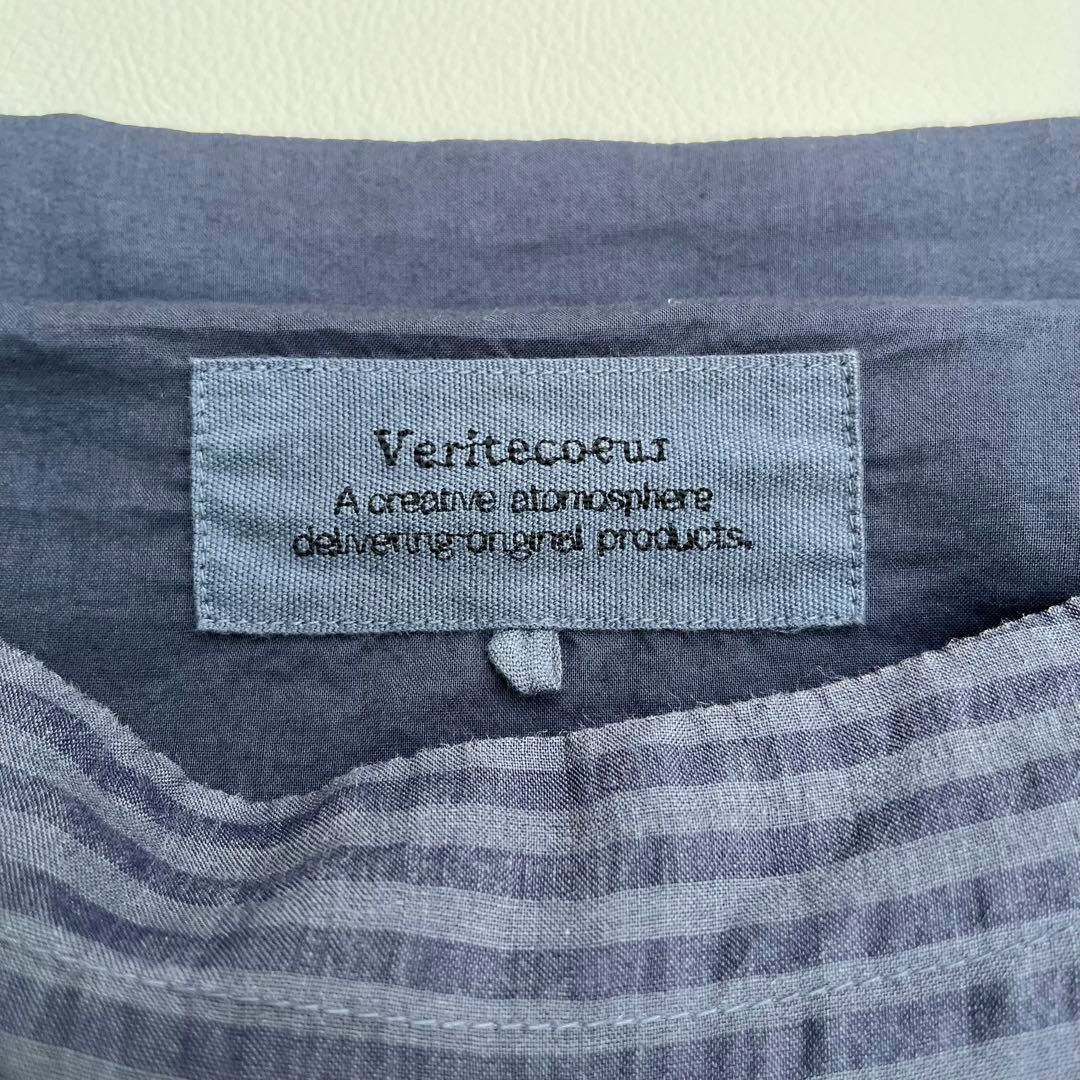 Veritecoeur
A creative atomosphere
delivering original products.